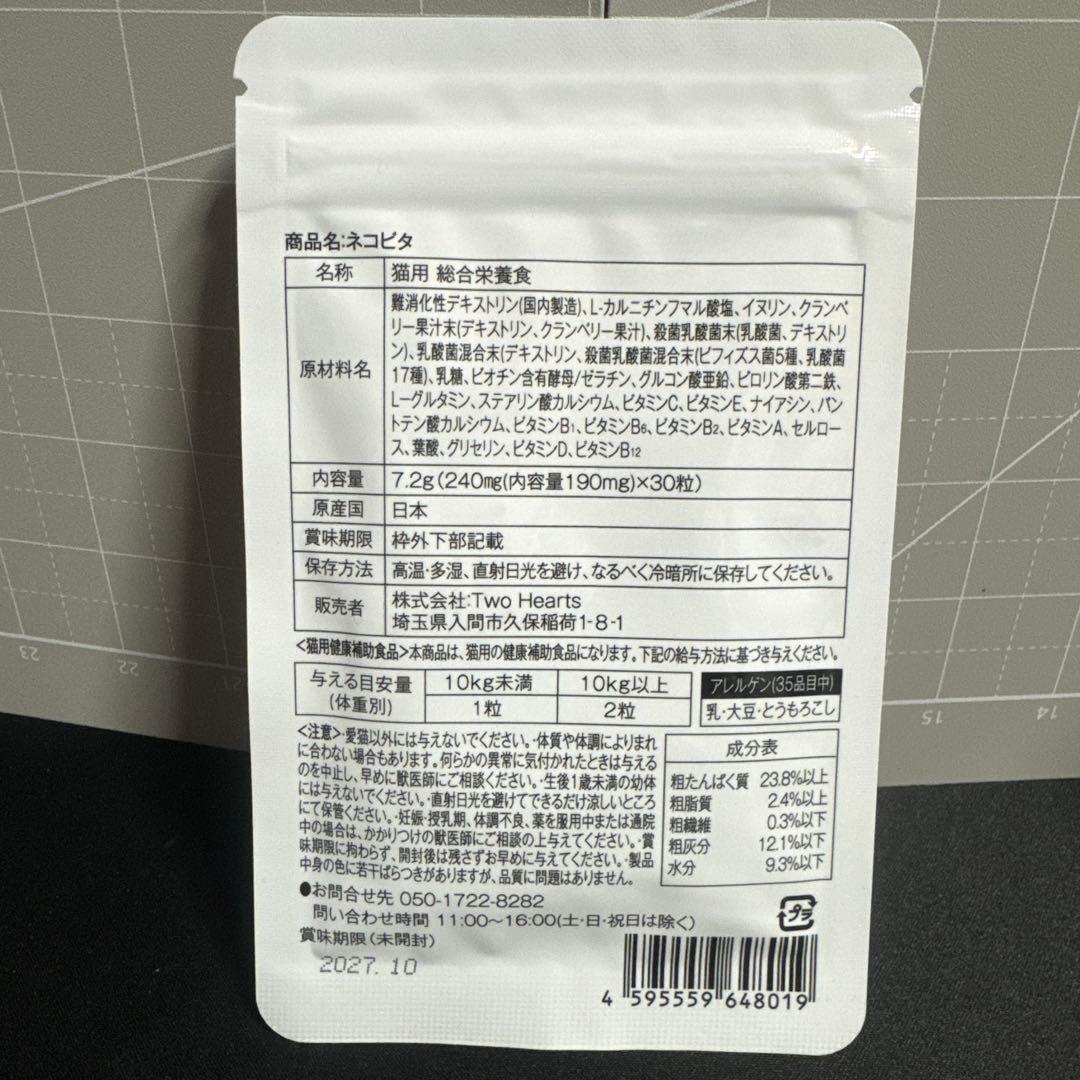 商品名:ネコビタ
名称 猫用 総合栄養食
原材料名
難消化性デキストリン(国内製造)、L-カルニチンフマル酸塩、イヌリン、クランベ
リー果汁末(デキストリン、クランベリー果汁)、殺菌乳酸菌末(乳酸菌、デキストリ
ン)、乳酸菌混合末(デキストリン、殺菌乳酸菌混合末(ビフィズス菌5種、乳酸菌
17種)、乳糖、ビオチン含有酵母/ゼラチン、グルコン酸亜鉛、ピロリン酸第二鉄、
L-グルタミン、ステアリン酸カルシウム、ビタミンC、ビタミンE、ナイアシン、パン
トテン酸カルシウム、ビタミンB1、ビタミンB6、ビタミンB2、ビタミンA、セルロー
ス、葉酸、グリセリン、ビタミンD、ビタミンB12
内容量 7.2g(240mg(内容量190mg)×30粒)
原産国 日本
賞味期限 枠外下部記載
保存方法 高温・多湿、直射日光を避け、なるべく冷暗所に保存してください。
販売者 株式会社:Two Hearts
埼玉県入間市久保稲荷1-8-1
<猫用健康補助食品>本商品は、猫用の健康補助食品になります。下記の給与方法に基づき与えください。
与える目安量 10kg未満 10kg以上
(体重別) 1粒 2粒
アレルゲン(35品目中)
乳・大豆・とうもろこし
<注意>・愛猫以外には与えないでください。・体質や体調によりまれ
に合わない場合もあります。何らかの異常に気付かれたときは与える
のを中止し、早めに獣医師にご相談ください。・生後1歳未満の幼体
には与えないでください。・直射日光を避けてできるだけ涼しいところ
にて保管ください。・妊娠・授乳期、体調不良、薬を服用中または通院
中の場合は、かかりつけの獣医師にご相談の上与えてください。・賞
味期限に拘わらず、開封後は残さずお早めに与えてください。・製品
中身の色に若干ばらつきがありますが、品質に問題はありません。
成分表
粗たんぱく質 23.8%以上
粗脂質 2.4%以上
粗繊維 0.3%以下
粗灰分 12.1%以下
水分 9.3%以下
●お問合せ先 050-1722-8282
問い合わせ時間 11:00〜16:00(土・日・祝日は除く)
賞味期限(未開封)
2027.10
プラ
4 595559 648019
23
22
21
15
14